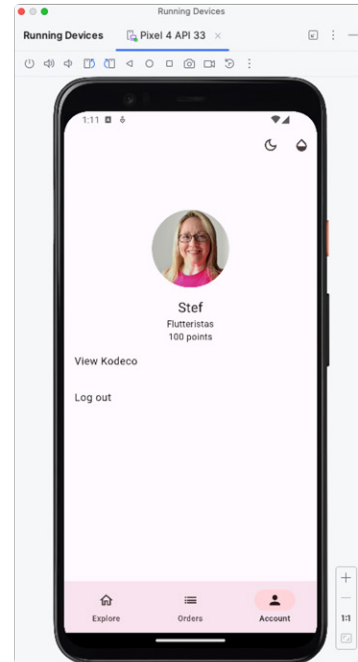 Running Devices
Running Devices
Pixel 4 API 33
1:11
Stef
Flutteristas
100 points
View Kodeco
Log out
Explore
Orders
Account
1:1